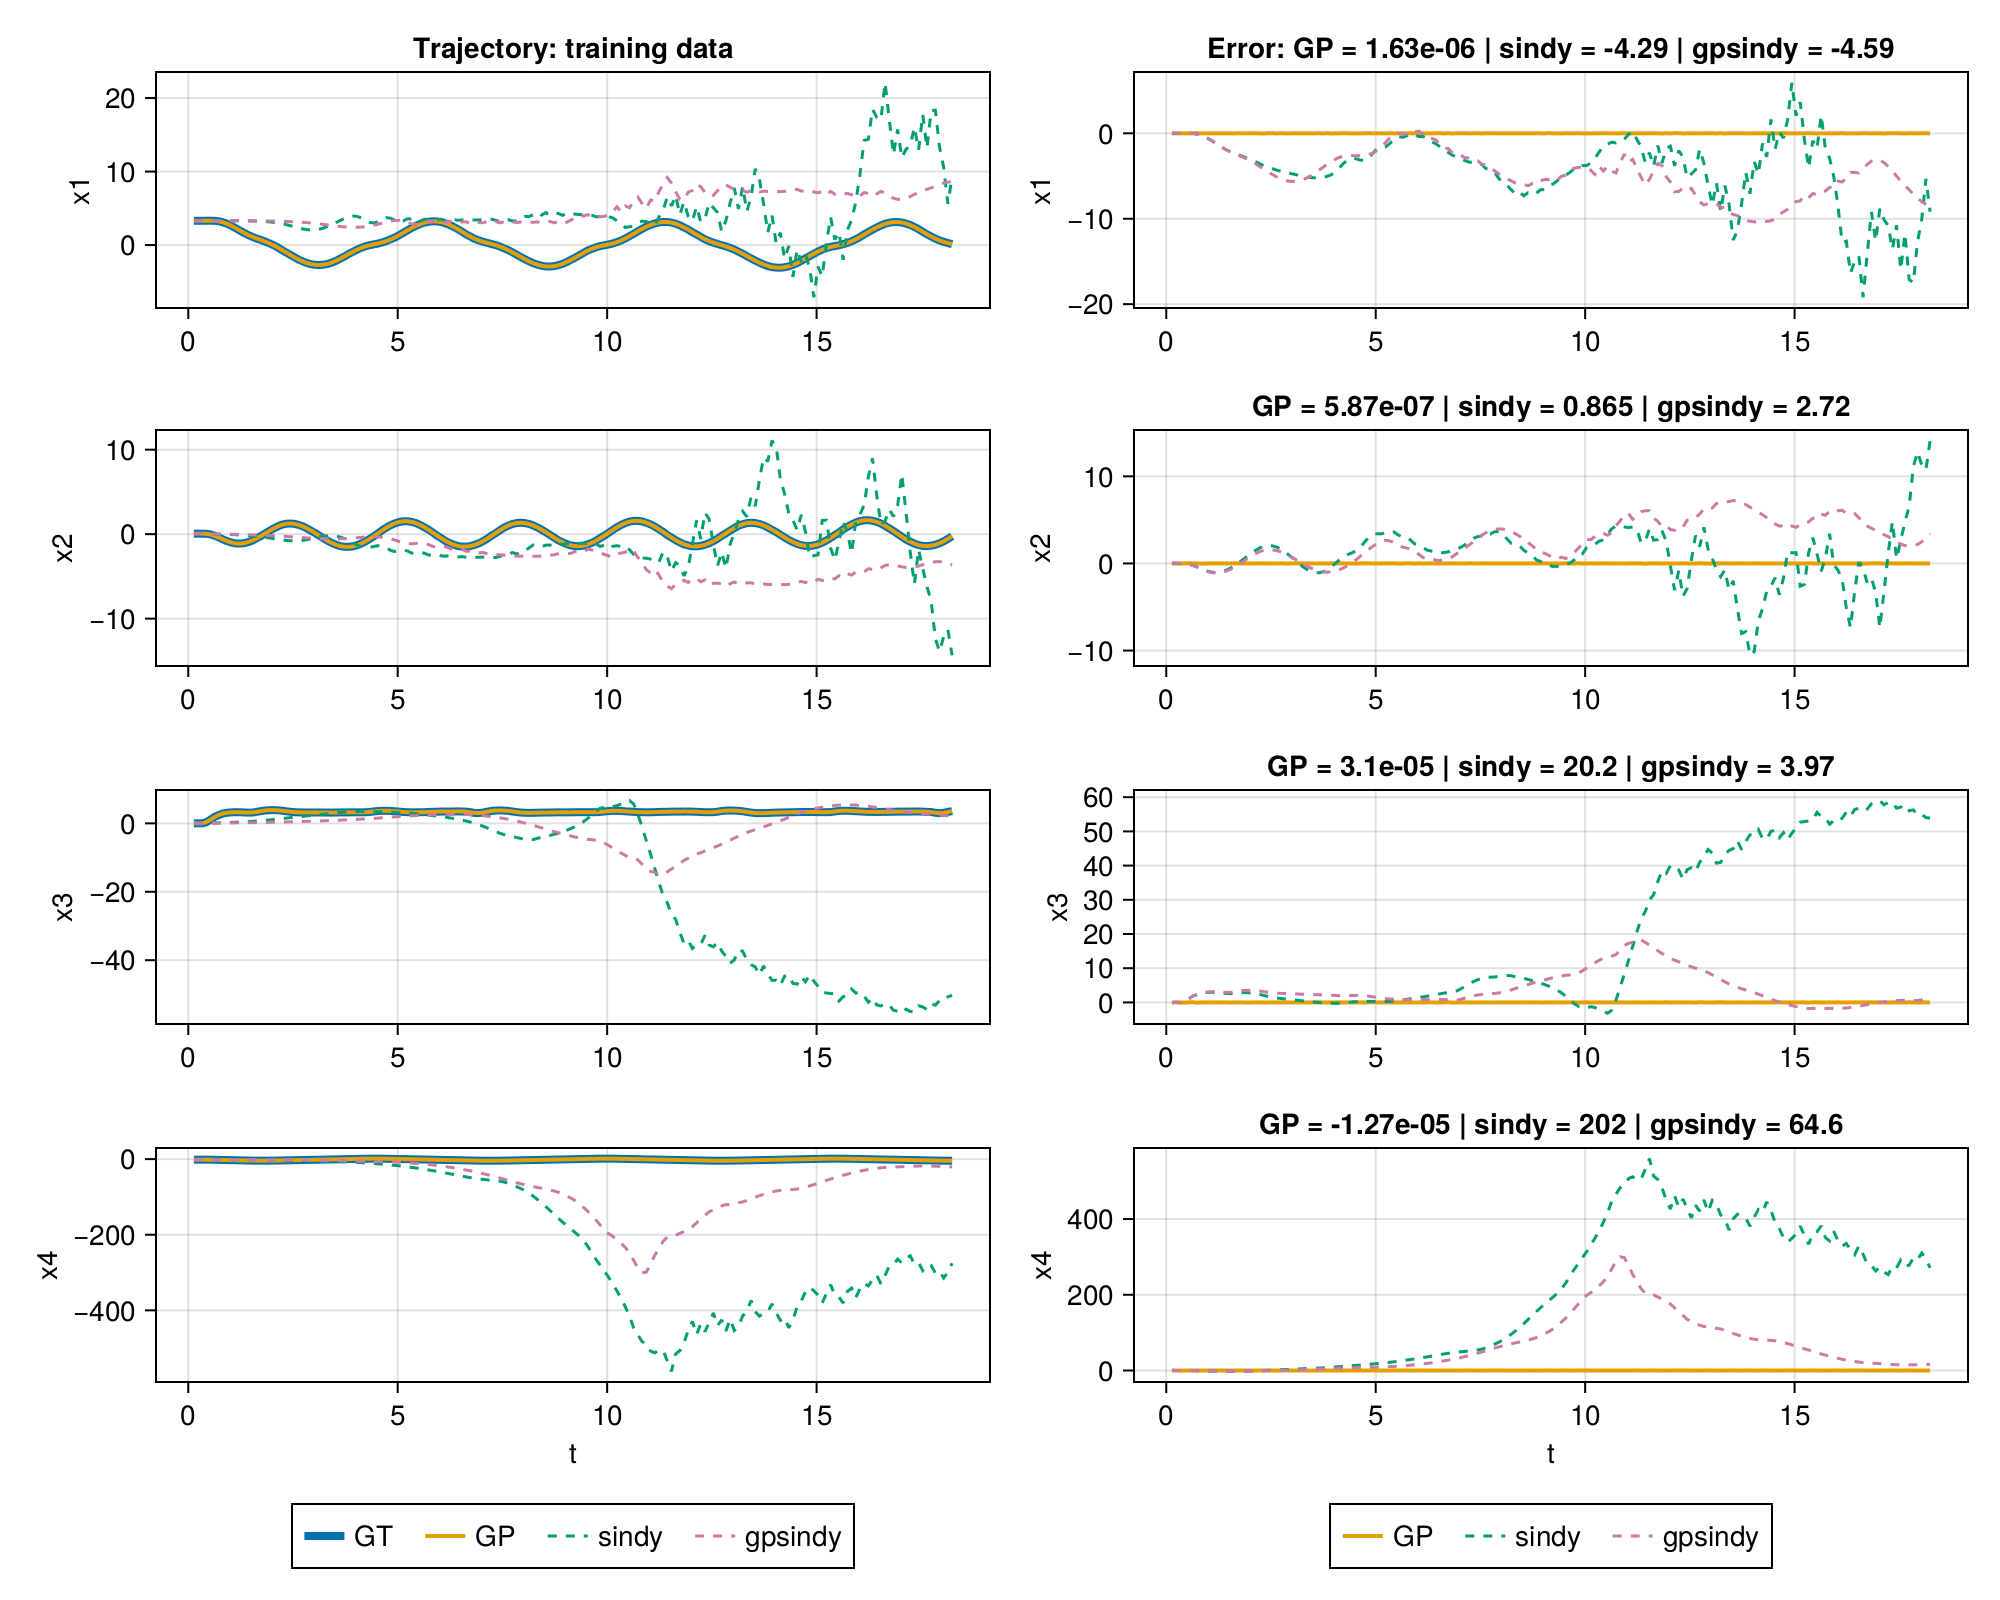 Trajectory: training data
x1
20
10
0
0 5 10 15
Error: GP = 1.63e-06 | sindy = -4.29 | gpsindy = -4.59
x1
0
−10
−20
0 5 10 15
x2
10
0
−10
0 5 10 15
GP = 5.87e-07 | sindy = 0.865 | gpsindy = 2.72
x2
10
0
−10
0 5 10 15
x3
0
−20
−40
0 5 10 15
GP = 3.1e-05 | sindy = 20.2 | gpsindy = 3.97
x3
60
50
40
30
20
10
0
0 5 10 15
x4
0
−200
−400
0 5 10 15
t
GP = -1.27e-05 | sindy = 202 | gpsindy = 64.6
x4
400
200
0
0 5 10 15
t
GT GP sindy gpsindy
GP sindy gpsindy